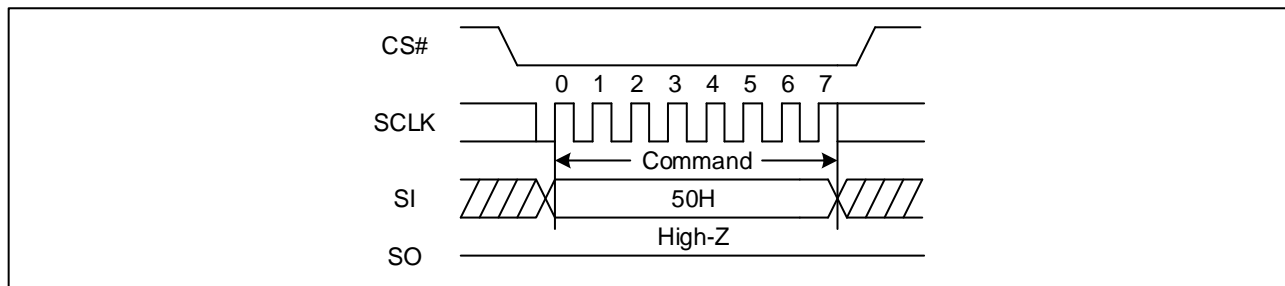 CS#
0 1 2 3 4 5 6 7
SCLK
Command
SI
50H
High-Z
SO